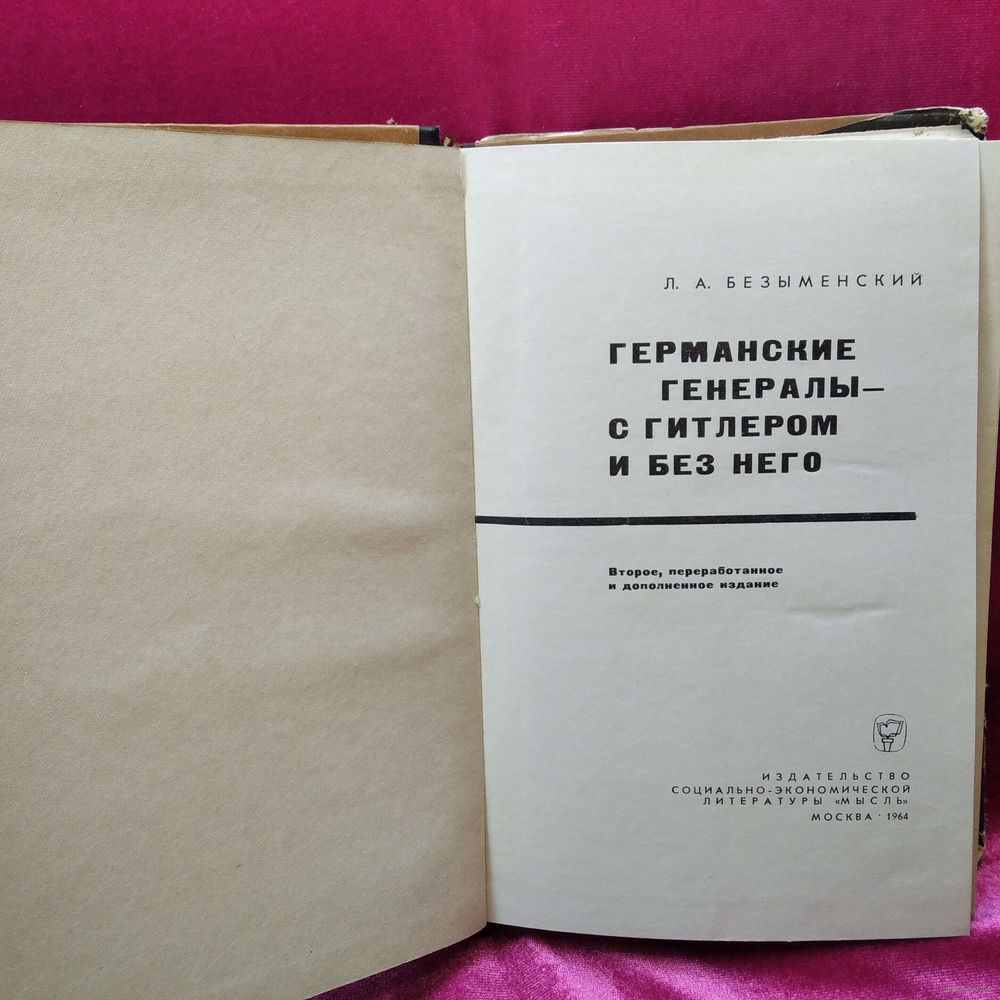 Л. А. БЕЗЫМЕНСКИЙ
ГЕРМАНСКИЕ
ГЕНЕРАЛЫ—
С ГИТЛЕРОМ
И БЕЗ НЕГО
Второе, переработанное
и дополненное издание
ИЗДАТЕЛЬСТВО
СОЦИАЛЬНО-ЭКОНОМИЧЕСКОЙ
ЛИТЕРАТУРЫ «МЫСЛЬ»
МОСКВА · 1964